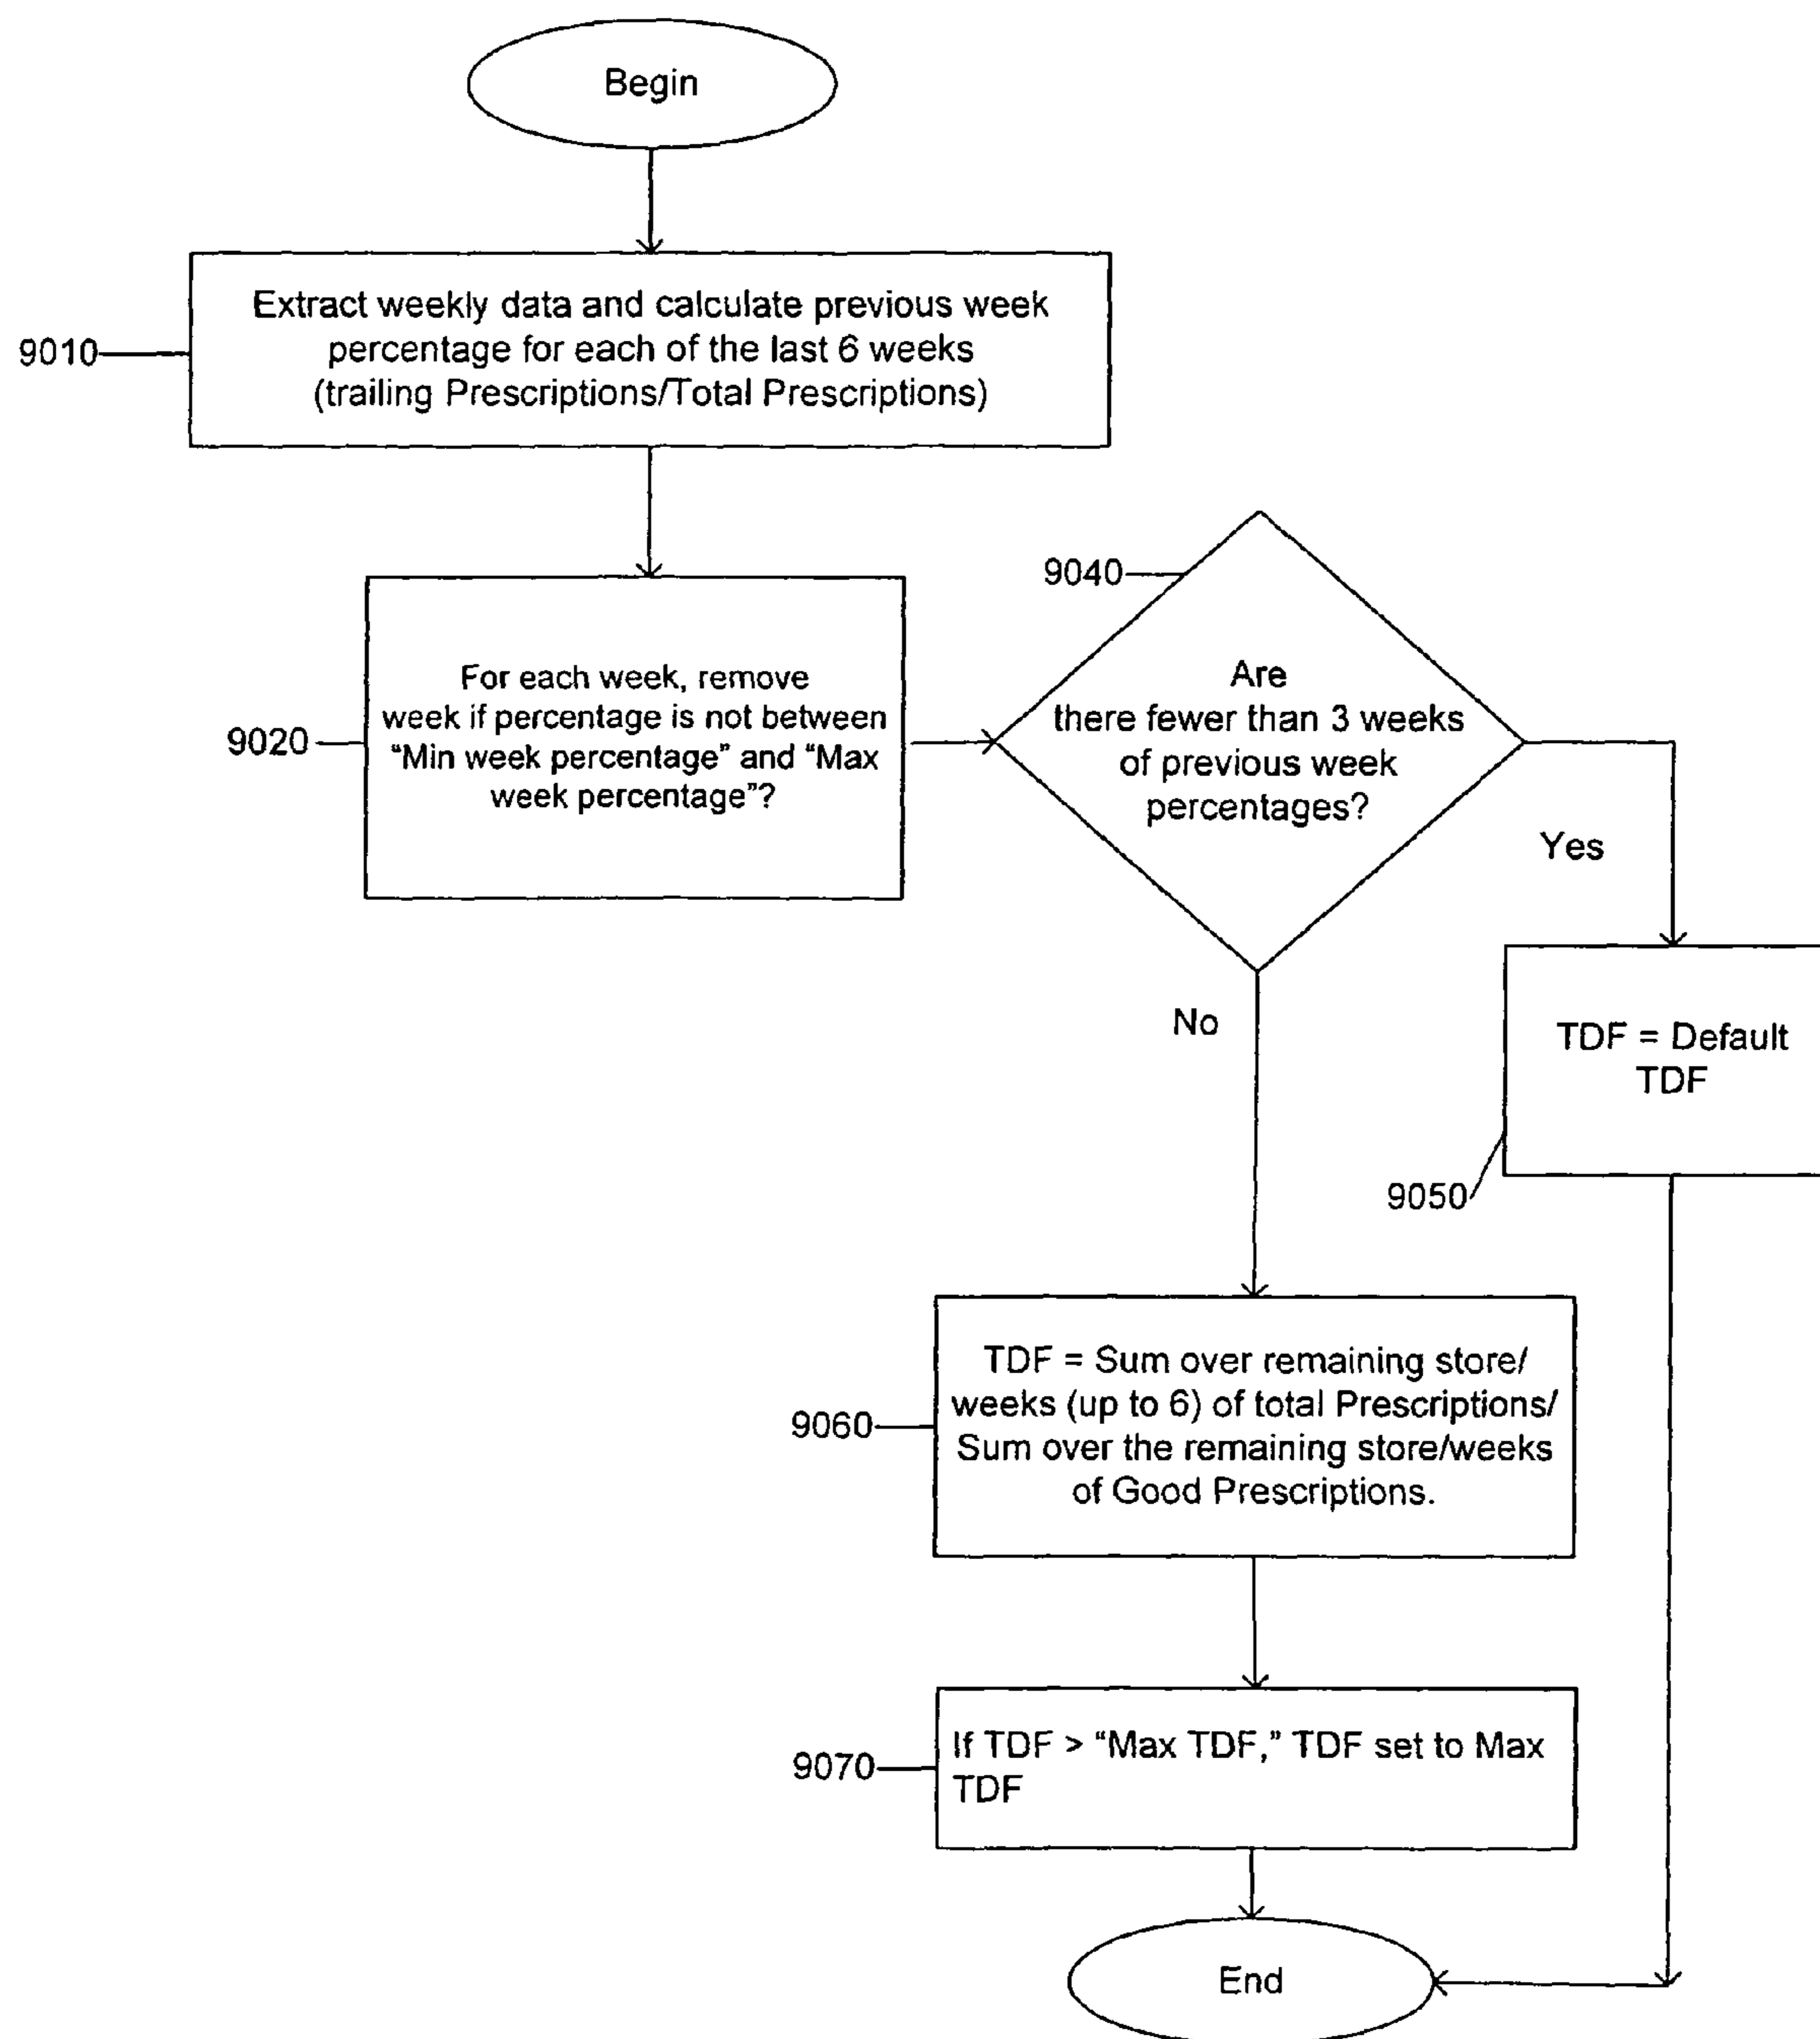 Begin
9010
Extract weekly data and calculate previous week
percentage for each of the last 6 weeks
(trailing Prescriptions/Total Prescriptions)
9020
For each week, remove
week if percentage is not between
“Min week percentage” and “Max
week percentage”?
9040
Are
there fewer than 3 weeks
of previous week
percentages?
Yes
No
TDF = Default
TDF
9050
9060
TDF = Sum over remaining store/
weeks (up to 6) of total Prescriptions/
Sum over the remaining store/weeks
of Good Prescriptions.
9070
If TDF > “Max TDF,” TDF set to Max
TDF
End